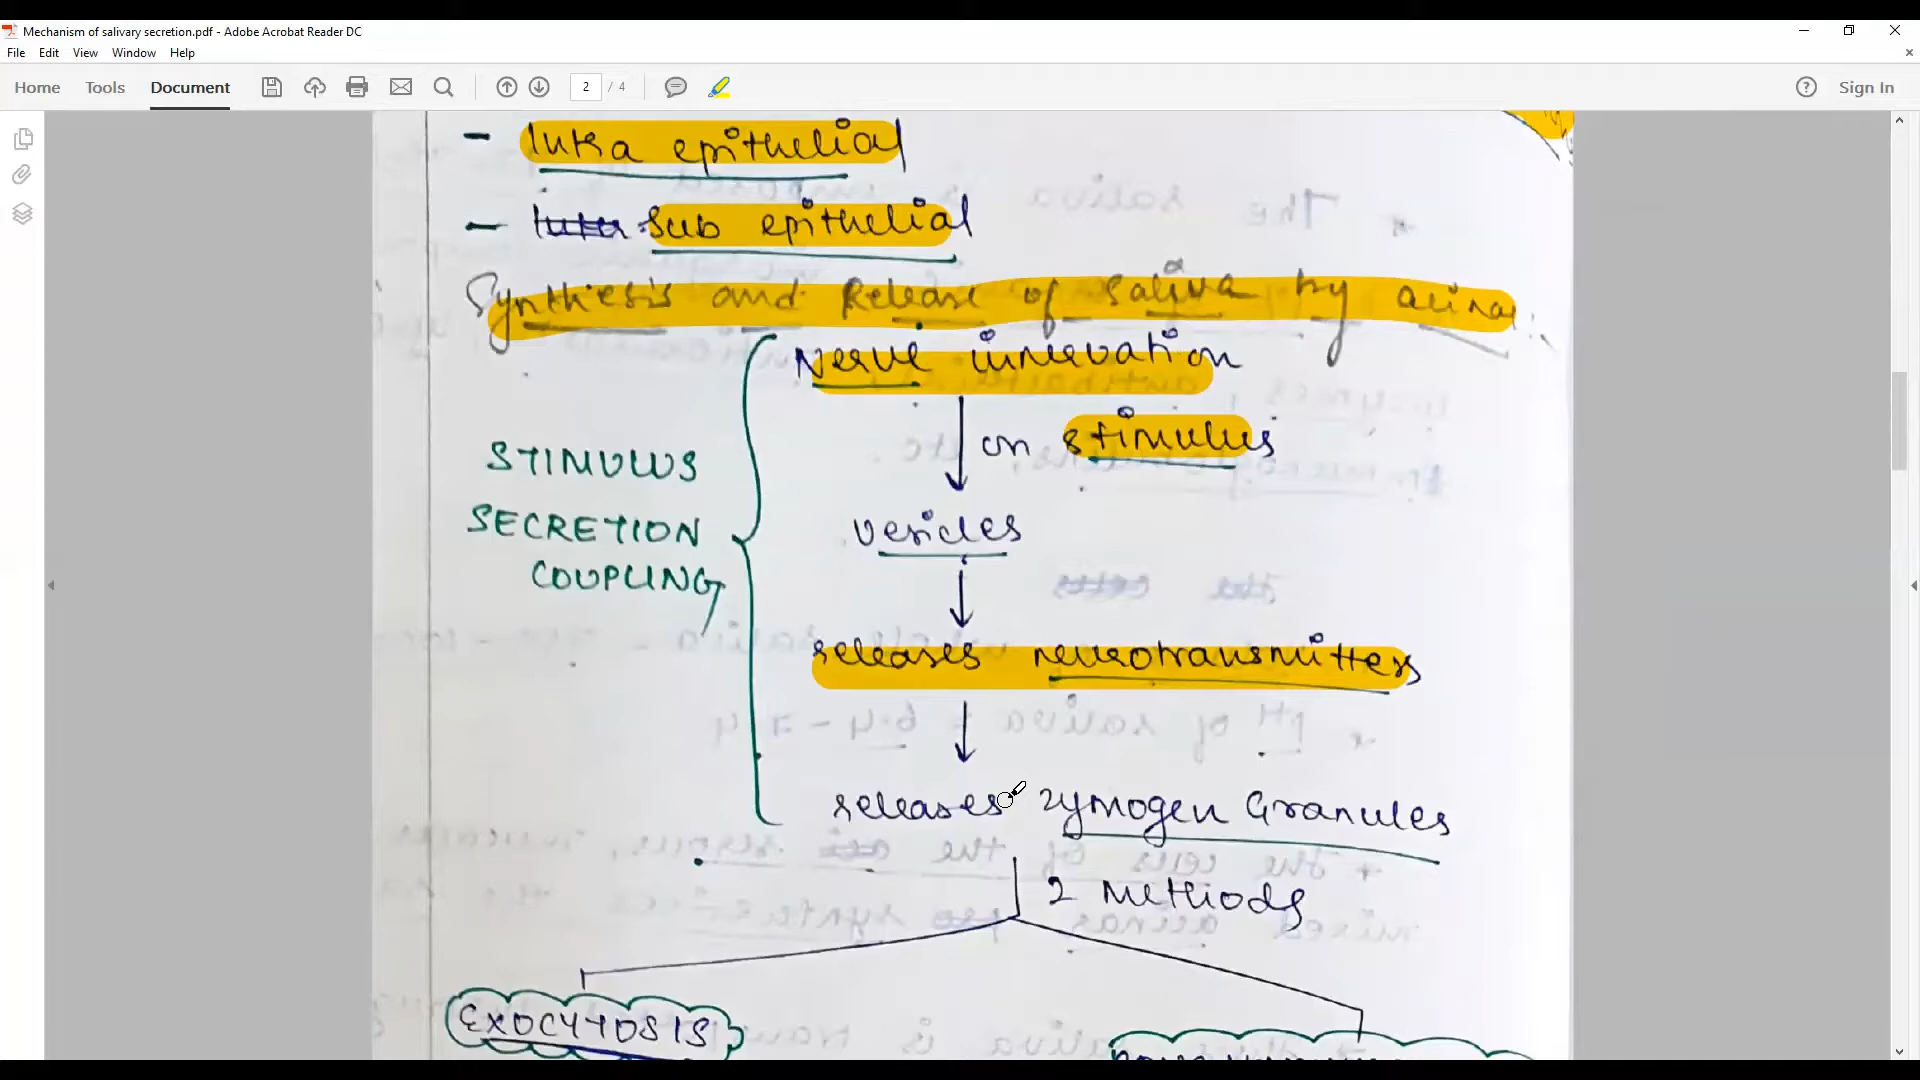 Mechanism of salivary secretion.pdf - Adobe Acrobat Reader DC
File Edit View Window Help
Home Tools Document 2 / 4 Sign In
- Intra epithelial
- Sub epithelial
Synthesis and Release of saliva by acinar
Nerve innervation
on stimulus
STIMULUS
SECRETION
COUPLING
vesicles
releases neurotransmitters
releases zymogen Granules
2 Methods
EXOCYTOSIS